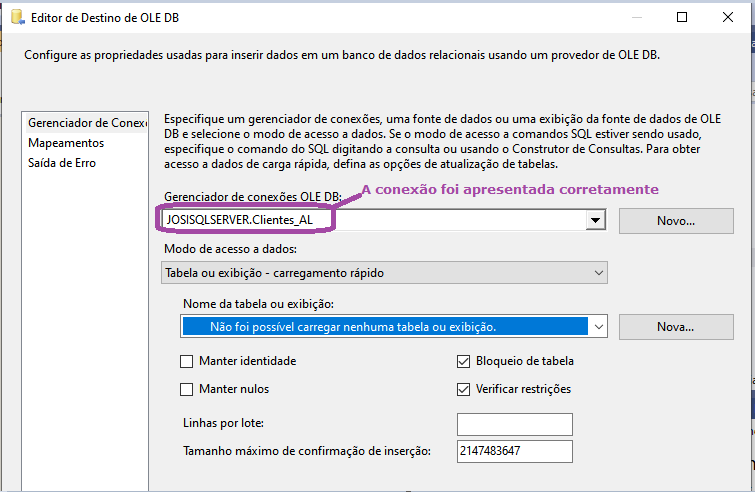 Editor de Destino de OLE DB
Configure as propriedades usadas para inserir dados em um banco de dados relacionais usando um provedor de OLE DB.
Gerenciador de Conex
Mapeamentos
Saída de Erro
Especifique um gerenciador de conexões, uma fonte de dados ou uma exibição da fonte de dados de OLE
DB e selecione o modo de acesso a dados. Se o modo de acesso a comandos SQL estiver sendo usado,
especifique o comando do SQL digitando a consulta ou usando o Construtor de Consultas. Para obter
acesso a dados de carga rápida, defina as opções de atualização de tabelas.
Gerenciador de conexões OLE DB:
A conexão foi apresentada corretamente
JOSISQLSERVER.Clientes_AL
Novo...
Modo de acesso a dados:
Tabela ou exibição - carregamento rápido
Nome da tabela ou exibição:
Não foi possível carregar nenhuma tabela ou exibição.
Nova...
Manter identidade
Bloqueio de tabela
Manter nulos
Verificar restrições
Linhas por lote:
Tamanho máximo de confirmação de inserção:
2147483647